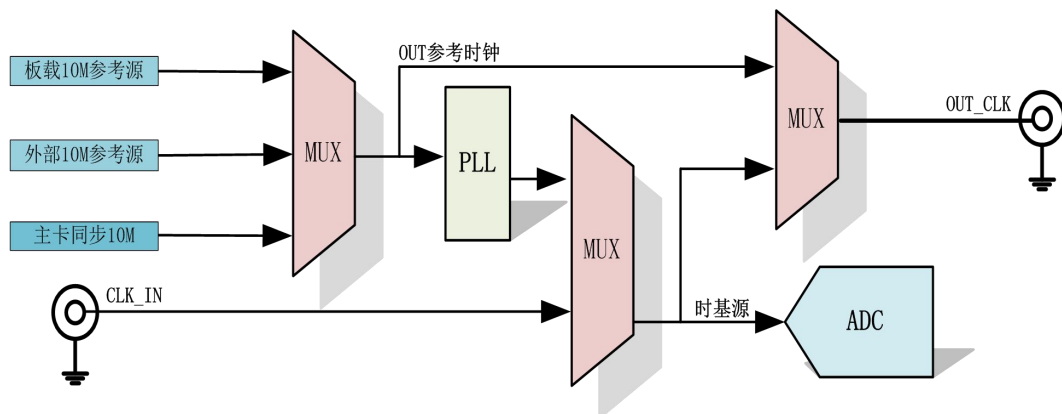 板载10M参考源
外部10M参考源
主卡同步10M
MUX
OUT参考时钟
PLL
MUX
MUX
OUT_CLK
CLK_IN
时基源
ADC